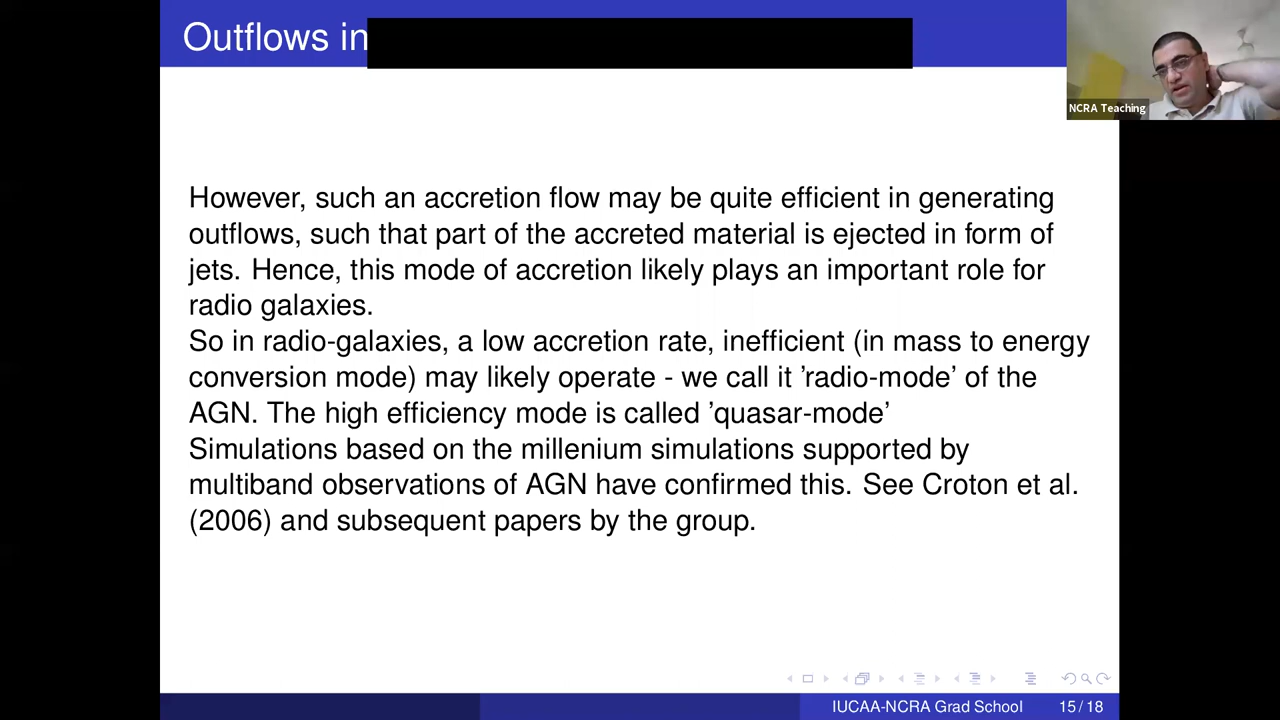 Outflows in
NCRA Teaching
However, such an accretion flow may be quite efficient in generating
outflows, such that part of the accreted material is ejected in form of
jets. Hence, this mode of accretion likely plays an important role for
radio galaxies.
So in radio-galaxies, a low accretion rate, inefficient (in mass to energy
conversion mode) may likely operate - we call it ’radio-mode’ of the
AGN. The high efficiency mode is called ’quasar-mode’
Simulations based on the millenium simulations supported by
multiband observations of AGN have confirmed this. See Croton et al.
(2006) and subsequent papers by the group.
IUCAA-NCRA Grad School 15 / 18